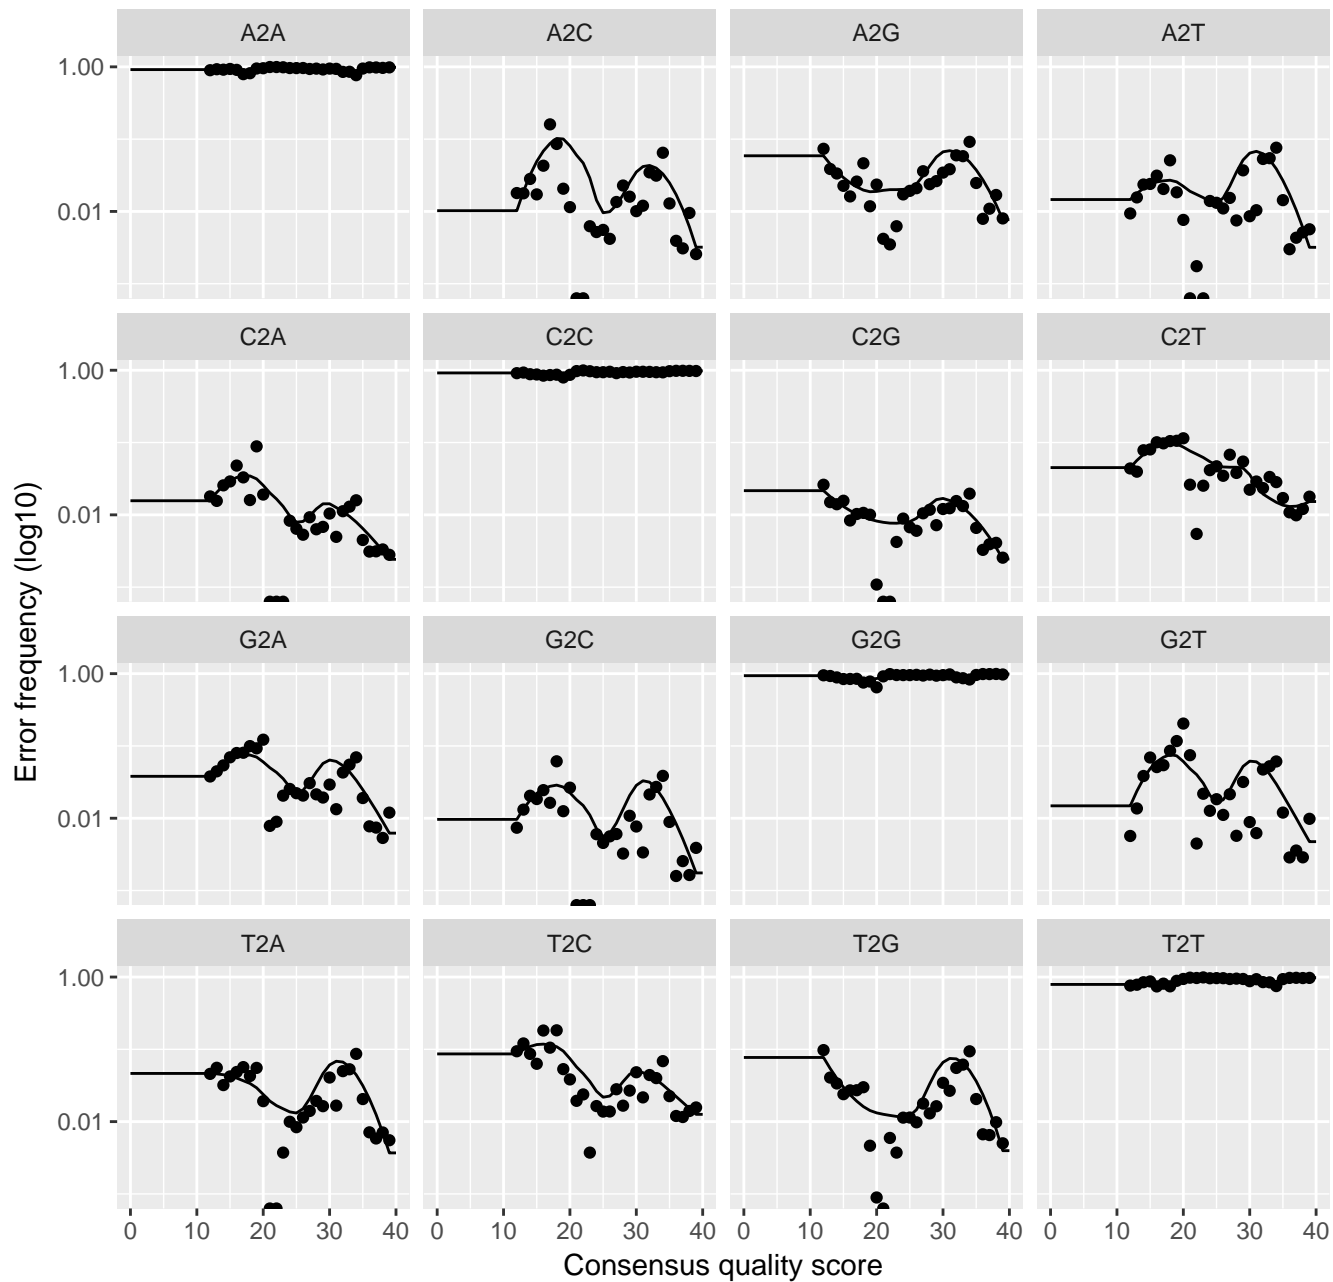 A2A A2C A2G A2T
1.00
0.01
C2A C2C C2G C2T
1.00
0.01
G2A G2C G2G G2T
1.00
0.01
T2A T2C T2G T2T
1.00
0.01
0 10 20 30 40 0 10 20 30 40 0 10 20 30 40 0 10 20 30 40
Consensus quality score
Error frequency (log10)